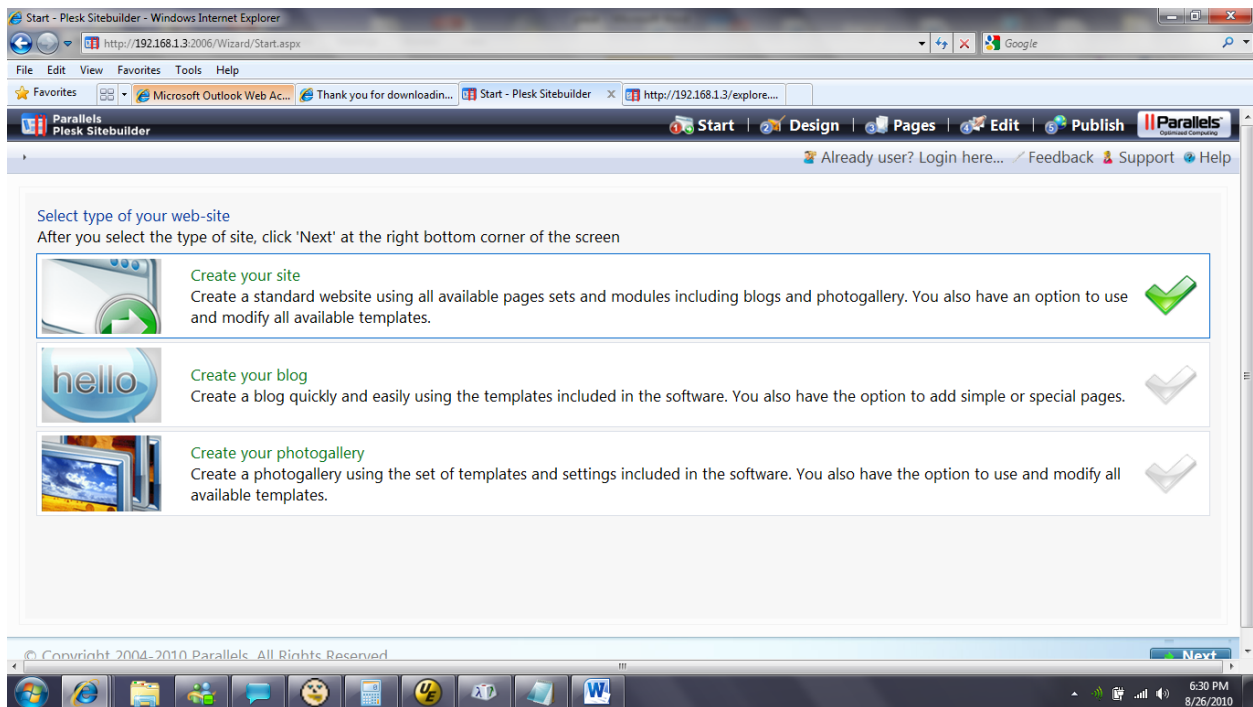 Start - Plesk Sitebuilder - Windows Internet Explorer
http://192.168.1.3:2006/Wizard/Start.aspx
Google
File Edit View Favorites Tools Help
Favorites
Microsoft Outlook Web Ac...
Thank you for downloadin...
Start - Plesk Sitebuilder
http://192.168.1.3/explore....
Parallels
Plesk Sitebuilder
1 Start | 2 Design | 3 Pages | 4 Edit | 5 Publish
Parallels
Optimized Computing
Already user? Login here... Feedback Support Help
Select type of your web-site
After you select the type of site, click 'Next' at the right bottom corner of the screen
Create your site
Create a standard website using all available pages sets and modules including blogs and photogallery. You also have an option to use
and modify all available templates.
hello
Create your blog
Create a blog quickly and easily using the templates included in the software. You also have the option to add simple or special pages.
Create your photogallery
Create a photogallery using the set of templates and settings included in the software. You also have the option to use and modify all
available templates.
© Copyright 2004-2010 Parallels. All Rights Reserved
Next
UE
W
6:30 PM
8/26/2010